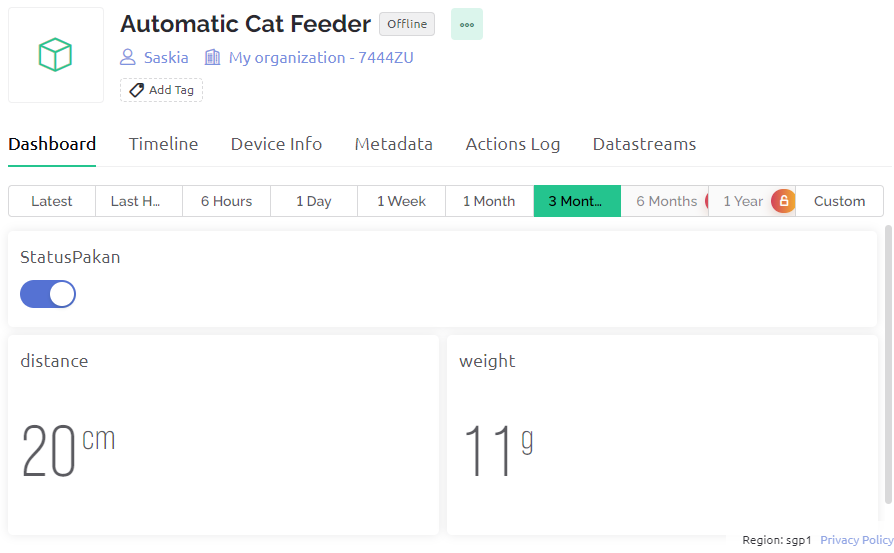 Automatic Cat Feeder Offline
Saskia My organization - 7444ZU
Add Tag
Dashboard Timeline Device Info Metadata Actions Log Datastreams
Latest Last H... 6 Hours 1 Day 1 Week 1 Month 3 Mont... 6 Months 1 Year Custom
StatusPakan
distance weight
20 cm 11 g
Region: sgp1 Privacy Policy